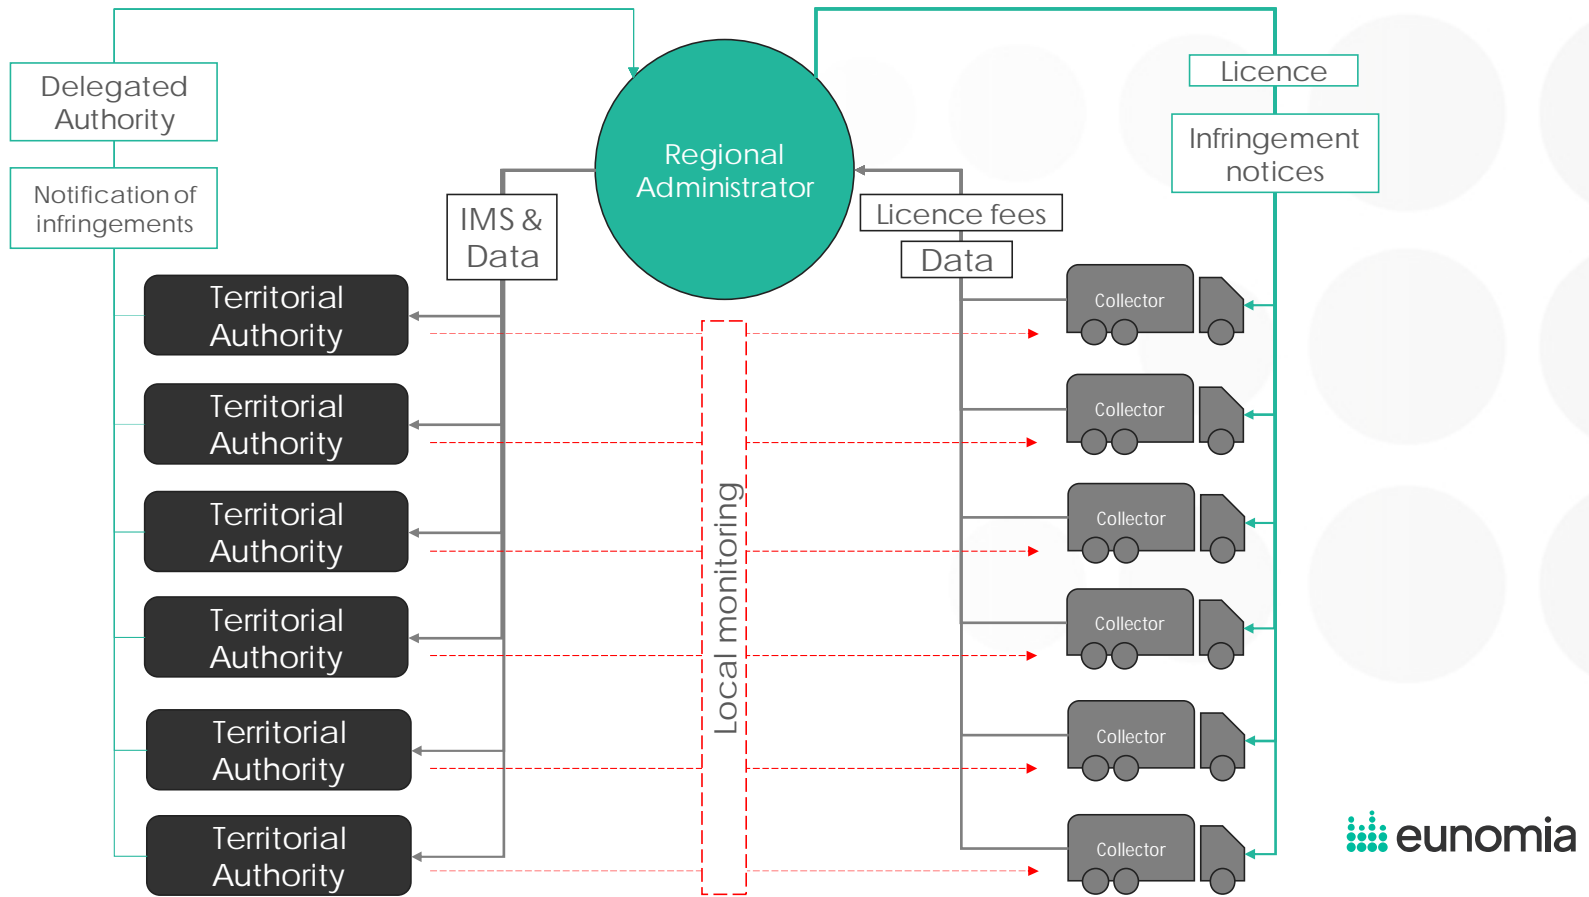 Delegated
Authority
Notification of
infringements
Regional
Administrator
IMS &
Data
Licence fees
Data
Licence
Infringement
notices
Territorial
Authority
Territorial
Authority
Territorial
Authority
Territorial
Authority
Territorial
Authority
Territorial
Authority
Local monitoring
Collector
Collector
Collector
Collector
Collector
Collector
eunomia